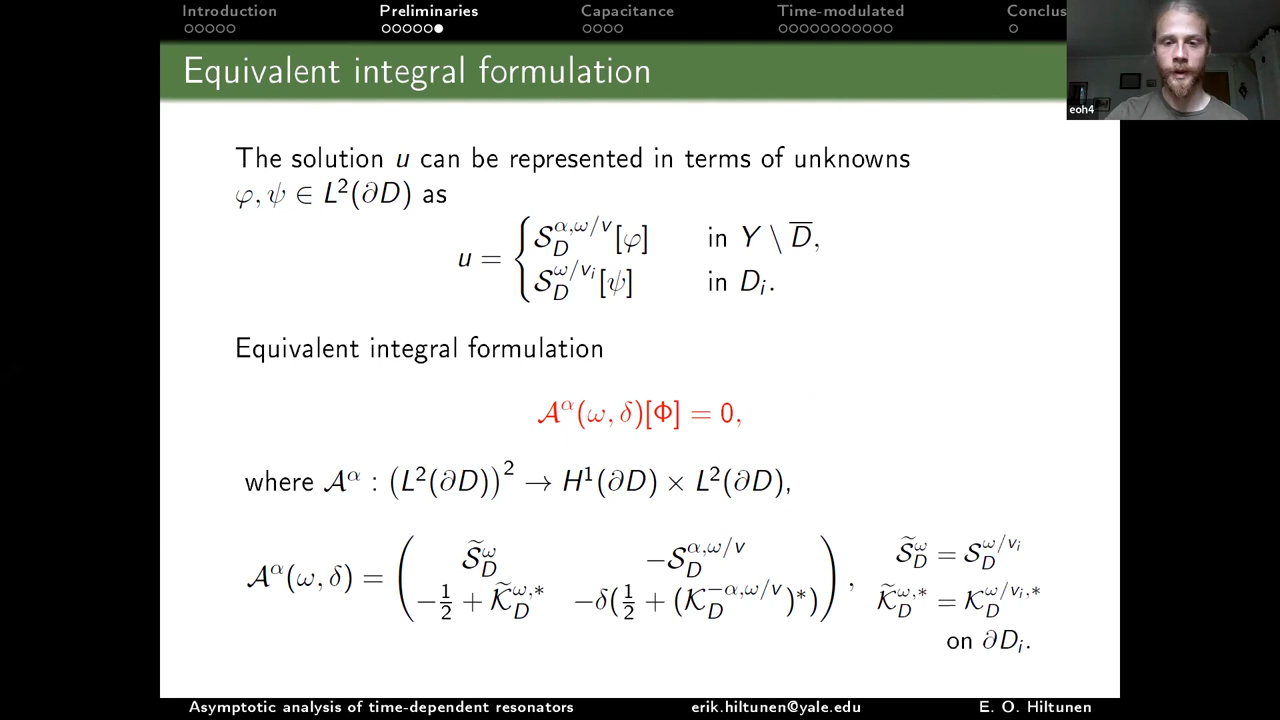 Introduction Preliminaries Capacitance Time-modulated Conclus
Equivalent integral formulation
eoh4
The solution u can be represented in terms of unknowns
φ, ψ ∈ L²(∂D) as
u = { S_D^{α,ω/v}[φ] in Y \ D̅,
S_D^{ω/v_i}[ψ] in D_i.
Equivalent integral formulation
A^α(ω, δ)[Φ] = 0,
where A^α : (L²(∂D))² → H¹(∂D) × L²(∂D),
A^α(ω, δ) = ( S̃_D^ω −S_D^{α,ω/v} ; −1/2 + K̃_D^{ω,*} −δ(1/2 + (K_D^{−α,ω/v})*) ) ,
S̃_D^ω = S_D^{ω/v_i}
K̃_D^{ω,*} = K_D^{ω/v_i,*}
on ∂D_i.
Asymptotic analysis of time-dependent resonators erik.hiltunen@yale.edu E. O. Hiltunen